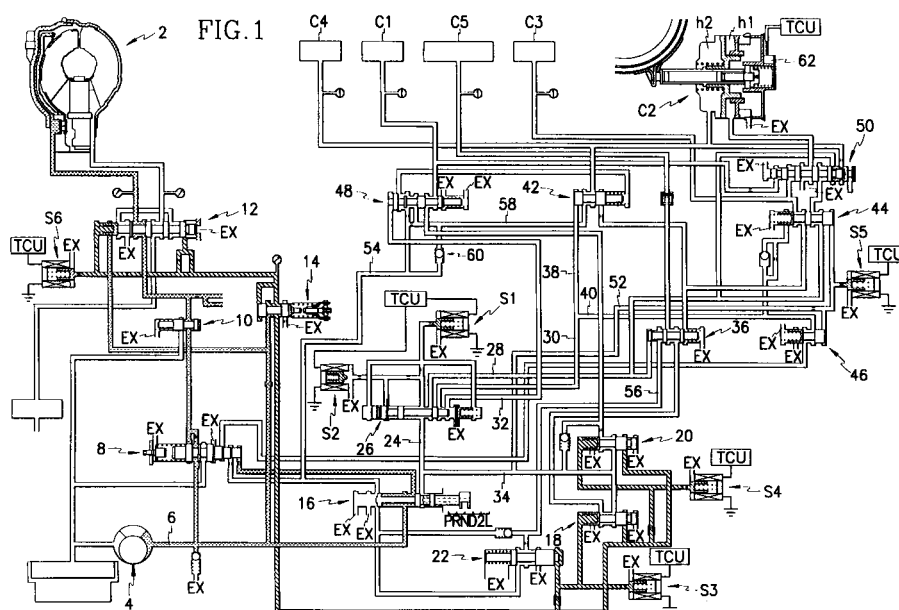 FIG.1
2
C4
C1
C5
C3
h2
h1
TCU
62
C2
EX
50
EX
EX
48
EX
EX
42
58
EX
44
12
EX
EX
S6
TCU
EX
54
60
14
38
52
S5
TCU
EX
TCU
40
S1
10
EX
EX
EX
30
36
EX
EX
46
28
S2
EX
56
32
26
EX
24
8
EX
EX
20
EX
EX
TCU
34
S4
16
PRND2L
EX
EX
6
18
EX
EX
TCU
22
EX
EX
EX
4
EX
S3